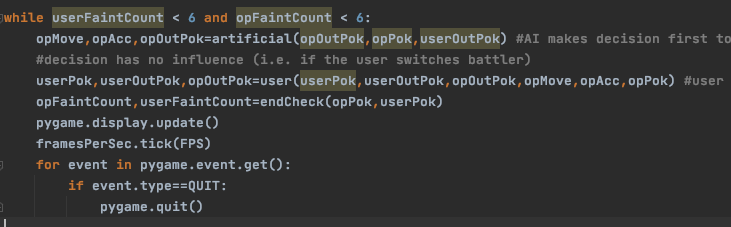 while userFaintCount < 6 and opFaintCount < 6:
    opMove,opAcc,opOutPok=artificial(opOutPok,opPok,userOutPok) #AI makes decision first to
    #decision has no influence (i.e. if the user switches battler)
    userPok,userOutPok,opOutPok=user(userPok,userOutPok,opOutPok,opMove,opAcc,opPok) #user
    opFaintCount,userFaintCount=endCheck(opPok,userPok)
    pygame.display.update()
    framesPerSec.tick(FPS)
    for event in pygame.event.get():
        if event.type==QUIT:
            pygame.quit()